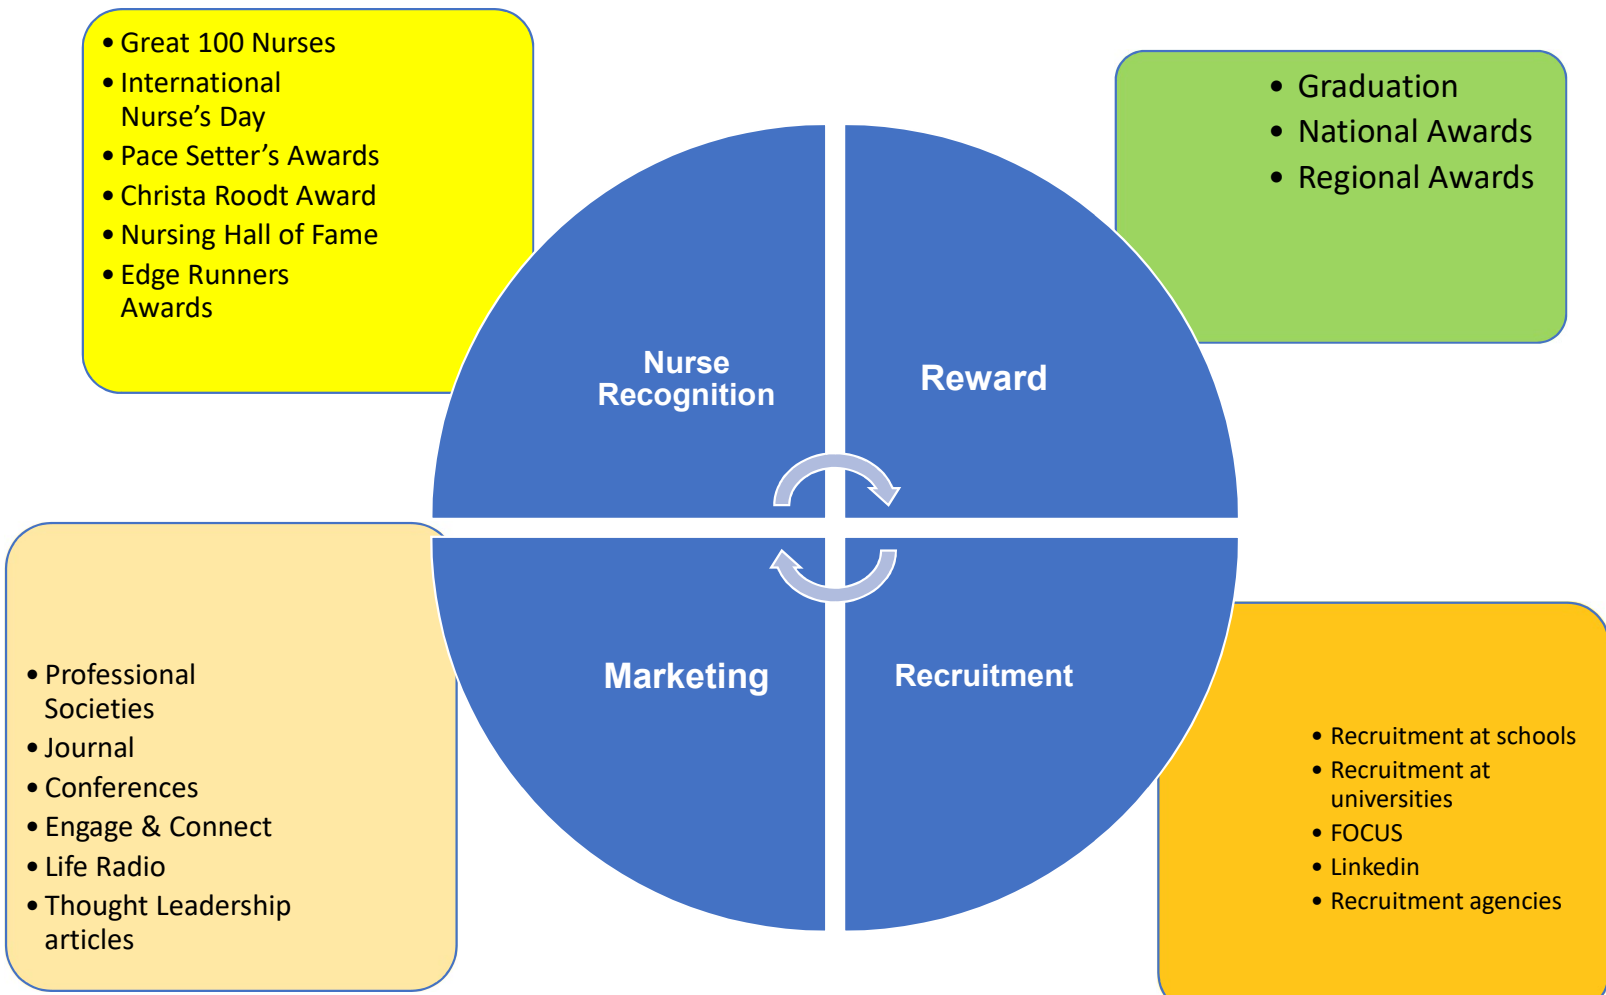 • Great 100 Nurses
• International
Nurse’s Day
• Pace Setter’s Awards
• Christa Roodt Award
• Nursing Hall of Fame
• Edge Runners
Awards
• Graduation
• National Awards
• Regional Awards
Nurse
Recognition
Reward
Marketing
Recruitment
• Professional
Societies
• Journal
• Conferences
• Engage & Connect
• Life Radio
• Thought Leadership
articles
• Recruitment at schools
• Recruitment at
universities
• FOCUS
• Linkedin
• Recruitment agencies